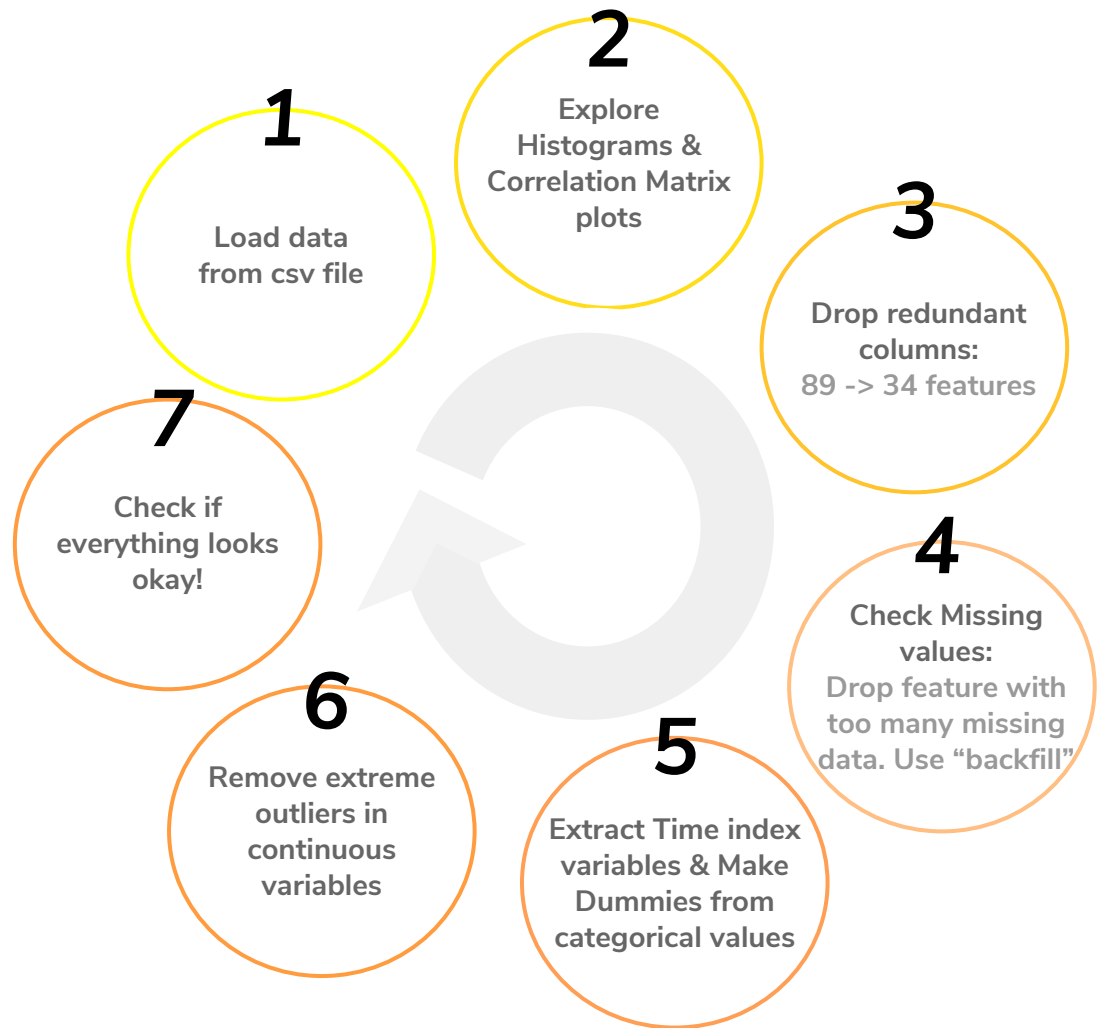 1
Load data
from csv file
2
Explore
Histograms &
Correlation Matrix
plots
3
Drop redundant
columns:
89 -> 34 features
4
Check Missing
values:
Drop feature with
too many missing
data. Use “backfill”
5
Extract Time index
variables & Make
Dummies from
categorical values
6
Remove extreme
outliers in
continuous
variables
7
Check if
everything looks
okay!